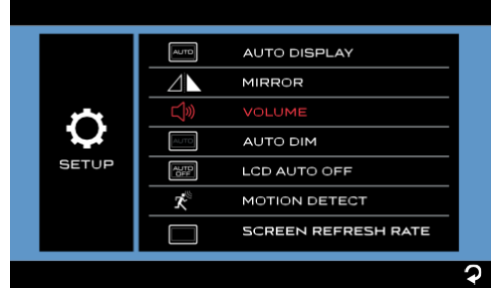 AUTO AUTO DISPLAY
MIRROR
VOLUME
AUTO AUTO DIM
SETUP
AUTO OFF LCD AUTO OFF
MOTION DETECT
SCREEN REFRESH RATE